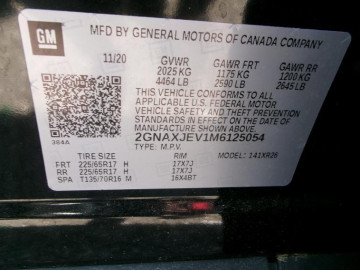 GM
MFD BY GENERAL MOTORS OF CANADA COMPANY
11/20
GVWR GAWR FRT GAWR RR
2025 KG 1175 KG 1200 KG
4464 LB 2590 LB 2645 LB
THIS VEHICLE CONFORMS TO ALL APPLICABLE
U.S. FEDERAL MOTOR
VEHICLE SAFETY AND THEFT PREVENTION
STANDARDS IN EFFECT ON THE DATE OF
MANUFACTURE SHOWN ABOVE.
2GNAXJEV1M6125054
TYPE: M.P.V. MODEL: 1XR26
384A
TIRE SIZE SPEED RTG RIM
FRT 225/65R17 H 17X7J
RR 225/65R17 H 17X7J
SPA T135/70R16 M 16X4BT